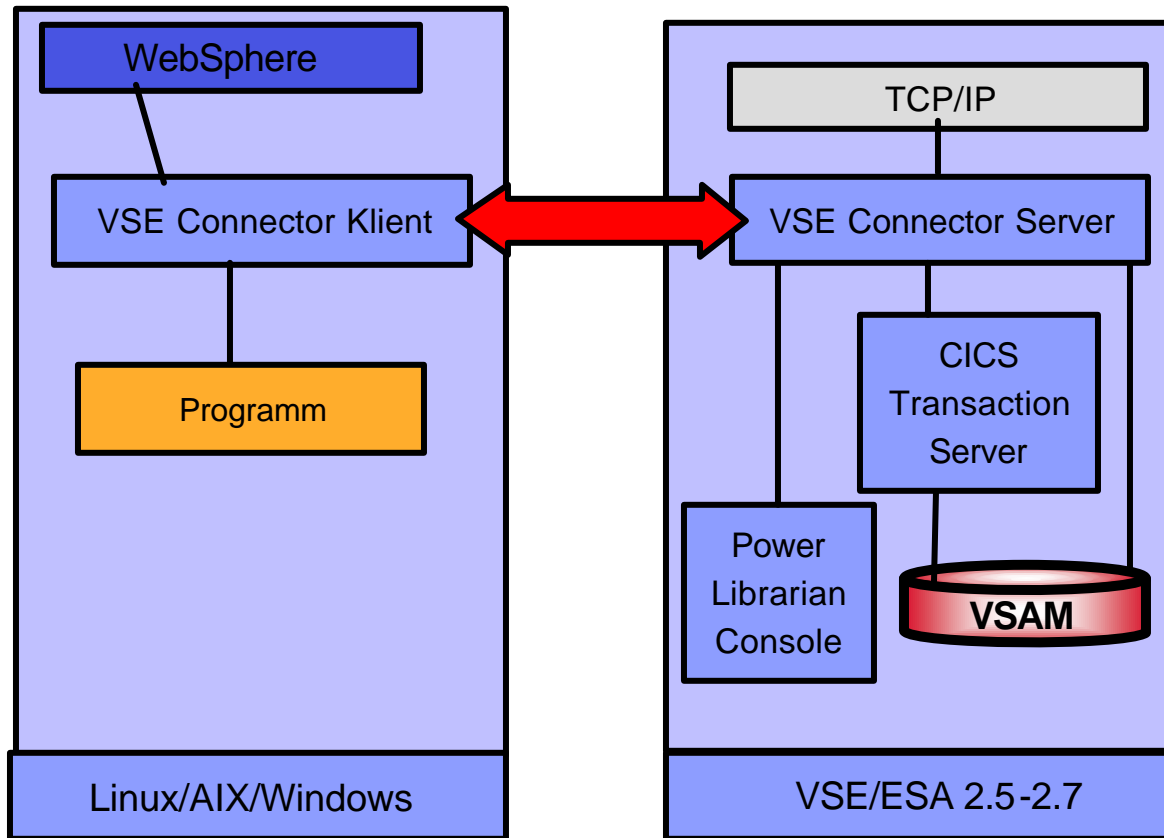 WebSphere
VSE Connector Klient
Programm
Linux/AIX/Windows
TCP/IP
VSE Connector Server
CICS
Transaction
Server
Power
Librarian
Console
VSAM
VSE/ESA 2.5-2.7